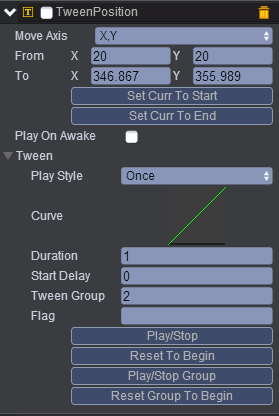 T TweenPosition
Move Axis X,Y
From X 20 Y 20
To X 346.867 Y 355.989
Set Curr To Start
Set Curr To End
Play On Awake
Tween
Play Style Once
Curve
Duration 1
Start Delay 0
Tween Group 2
Flag
Play/Stop
Reset To Begin
Play/Stop Group
Reset Group To Begin